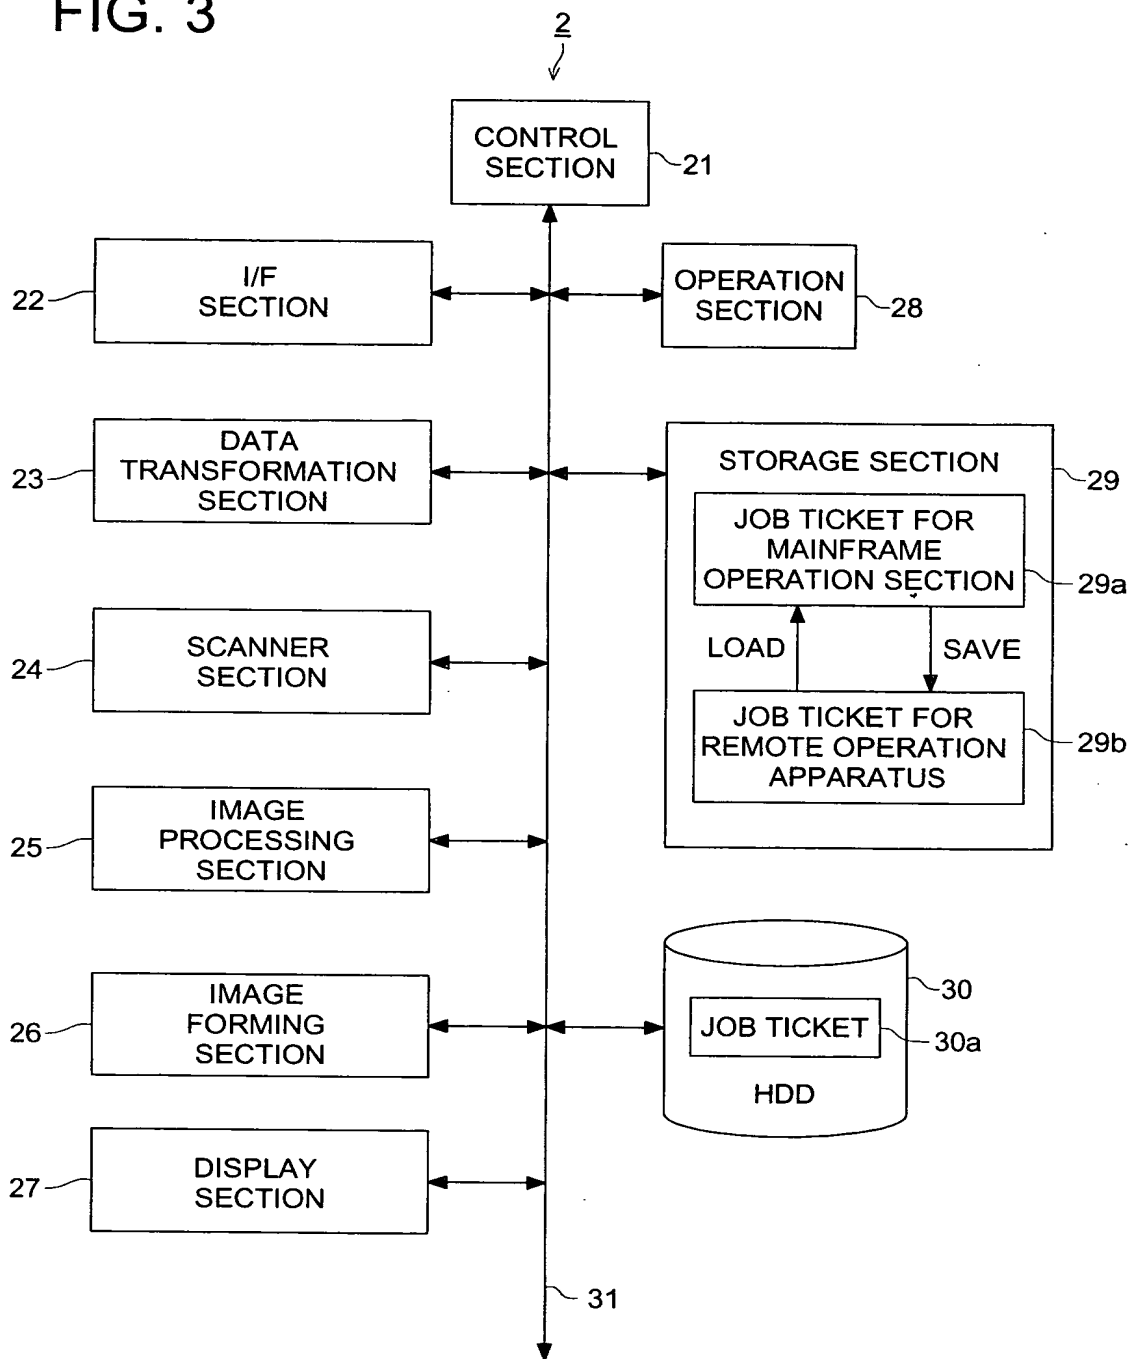 FIG. 3
2
CONTROL
SECTION
21
I/F
SECTION
22
OPERATION
SECTION
28
DATA
TRANSFORMATION
SECTION
23
STORAGE SECTION
29
JOB TICKET FOR
MAINFRAME
OPERATION SECTION
29a
LOAD
SAVE
JOB TICKET FOR
REMOTE OPERATION
APPARATUS
29b
SCANNER
SECTION
24
IMAGE
PROCESSING
SECTION
25
IMAGE
FORMING
SECTION
26
30
JOB TICKET
30a
HDD
DISPLAY
SECTION
27
31